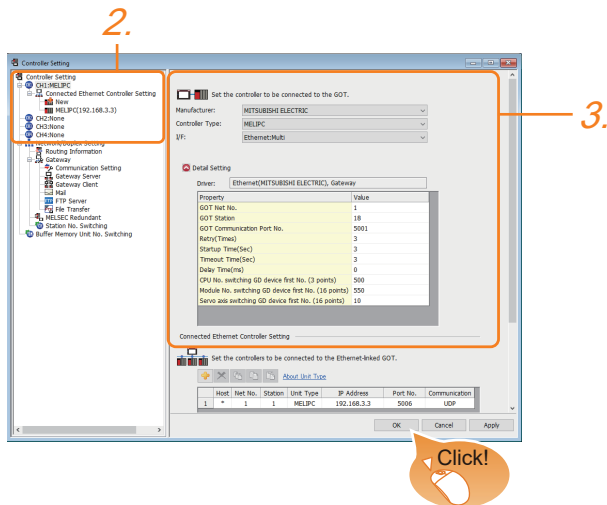 2.
Controller Setting
Controller Setting
CH1:MELIPC
Connected Ethernet Controller Setting
New
MELIPC(192.168.3.3)
CH2:None
CH3:None
CH4:None
Network/Duplex Setting
Routing Information
Gateway
Communication Setting
Gateway Server
Gateway Client
Mail
FTP Server
File Transfer
MELSEC Redundant
Station No. Switching
Buffer Memory Unit No. Switching
Set the controller to be connected to the GOT.
Manufacturer: MITSUBISHI ELECTRIC
Controller Type: MELIPC
I/F: Ethernet:Multi
3.
Detail Setting
Driver: Ethernet(MITSUBISHI ELECTRIC), Gateway
Property Value
GOT Net No. 1
GOT Station 18
GOT Communication Port No. 5001
Retry(Times) 3
Startup Time(Sec) 3
Timeout Time(Sec) 3
Delay Time(ms) 0
CPU No. switching GD device first No. (3 points) 500
Module No. switching GD device first No. (16 points) 550
Servo axis switching GD device first No. (16 points) 10
Connected Ethernet Controller Setting
Set the controllers to be connected to the Ethernet-linked GOT.
About Unit Type
Host Net No. Station Unit Type IP Address Port No. Communication
1 * 1 1 MELIPC 192.168.3.3 5006 UDP
OK Cancel Apply
Click!